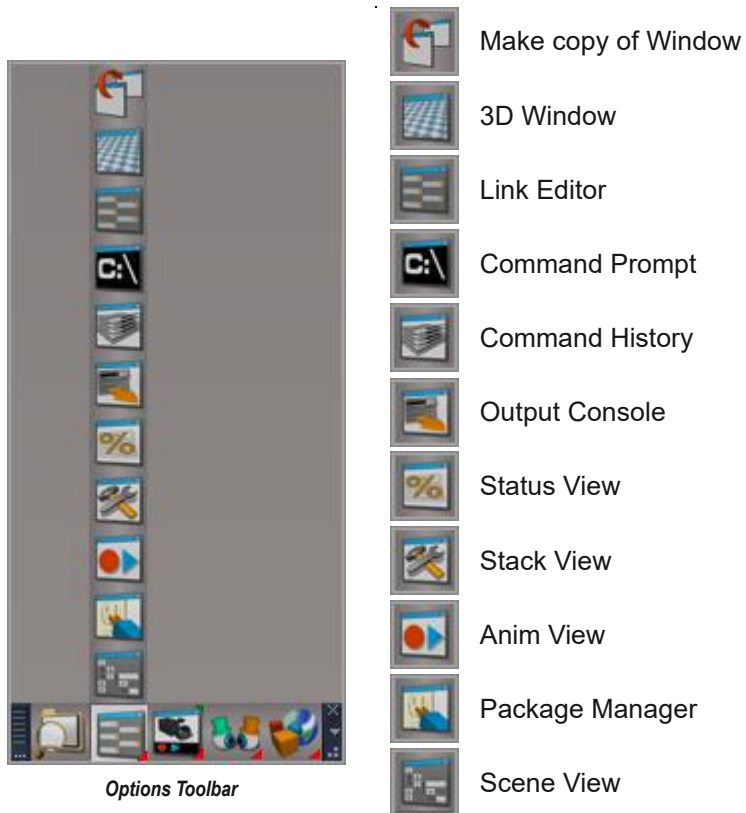 Make copy of Window
3D Window
Link Editor
C:\
Command Prompt
C:\
Command History
Output Console
%
Status View
%
Stack View
Anim View
Package Manager
Scene View
Options Toolbar